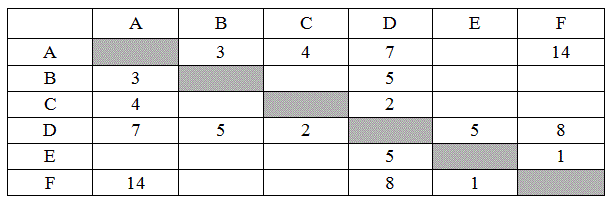 A B C D E F
A 3 4 7 14
B 3 5
C 4 2
D 7 5 2 5 8
E 5 1
F 14 8 1